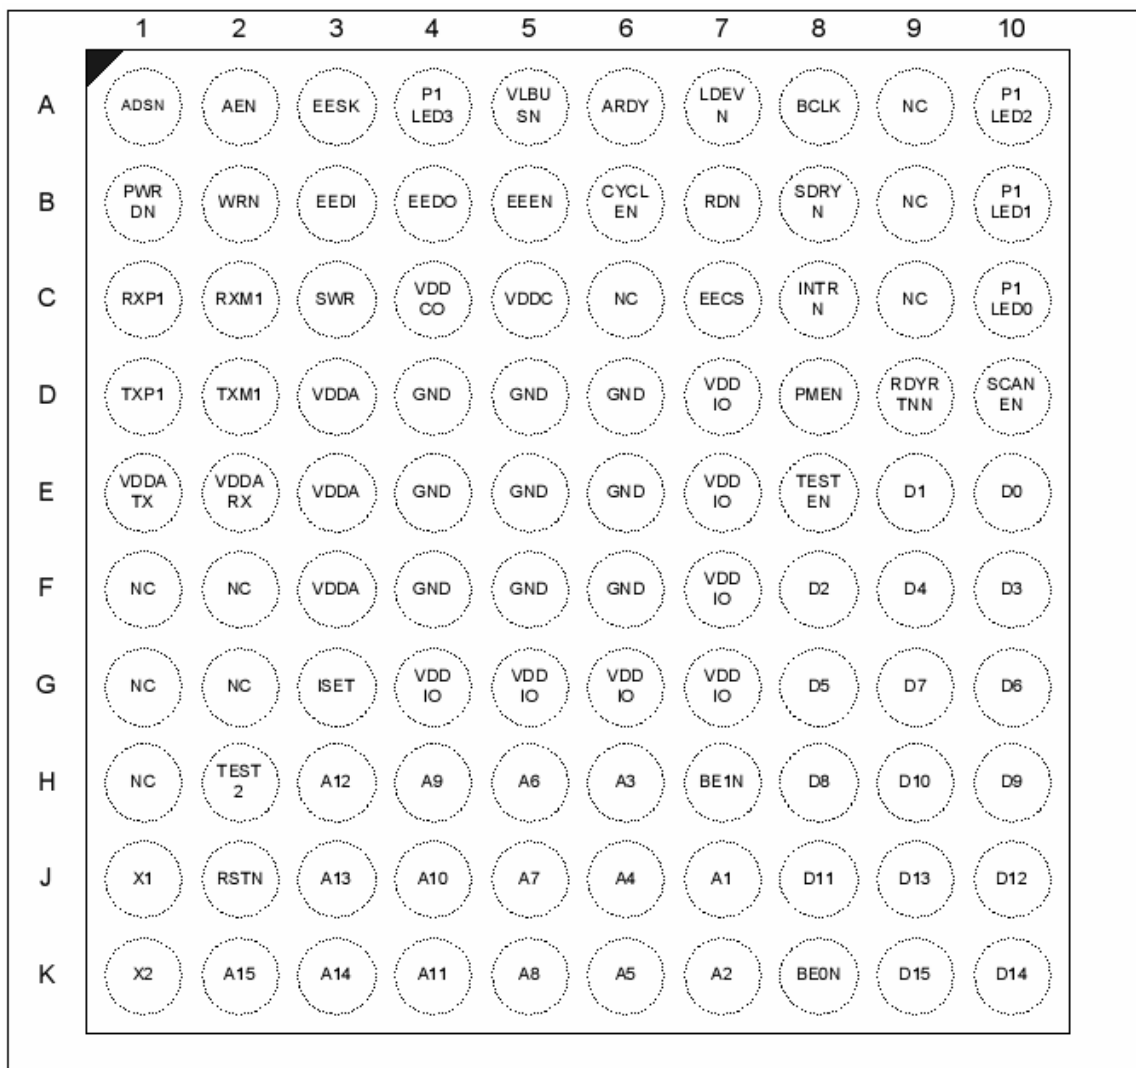 1 2 3 4 5 6 7 8 9 10
A ADSN AEN EESK P1 LED3 VLBU SN ARDY LDEV N BCLK NC P1 LED2
B PWR DN WRN EEDI EEDO EEEN CYCL EN RDN SDRY N NC P1 LED1
C RXP1 RXM1 SWR VDD CO VDDC NC EECS INTR N NC P1 LED0
D TXP1 TXM1 VDDA GND GND GND VDD IO PMEN RDYR TNN SCAN EN
E VDDA TX VDDA RX VDDA GND GND GND VDD IO TEST EN D1 D0
F NC NC VDDA GND GND GND VDD IO D2 D4 D3
G NC NC ISET VDD IO VDD IO VDD IO VDD IO D5 D7 D6
H NC TEST 2 A12 A9 A6 A3 BE1N D8 D10 D9
J X1 RSTN A13 A10 A7 A4 A1 D11 D13 D12
K X2 A15 A14 A11 A8 A5 A2 BE0N D15 D14